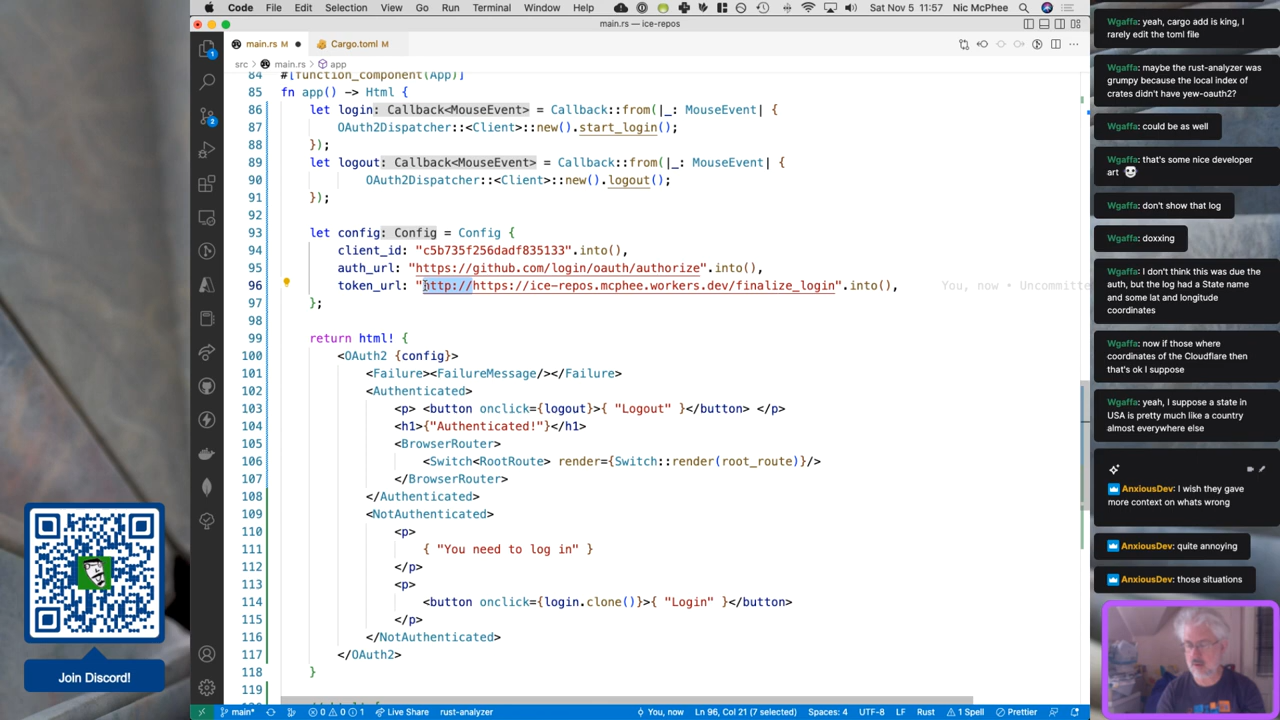 Code File Edit Selection View Go Run Terminal Window Help Sat Nov 5 11:57 Nic McPhee
main.rs — ice-repos
main.rs M Cargo.toml M
src main.rs app
84 #[function_component(App)]
85 fn app() -> Html {
86 let login: Callback<MouseEvent> = Callback::from(|_: MouseEvent| {
87 OAuth2Dispatcher::<Client>::new().start_login();
88 });
89 let logout: Callback<MouseEvent> = Callback::from(|_: MouseEvent| {
90 OAuth2Dispatcher::<Client>::new().logout();
91 });
92
93 let config: Config = Config {
94 client_id: "c5b735f256dadf835133".into(),
95 auth_url: "https://github.com/login/oauth/authorize".into(),
96 token_url: "http://https://ice-repos.mcphee.workers.dev/finalize_login".into(), You, now • Uncommitte
97 };
98
99 return html! {
100 <OAuth2 {config}>
101 <Failure><FailureMessage/></Failure>
102 <Authenticated>
103 <p> <button onclick={logout}>{ "Logout" }</button> </p>
104 <h1>{"Authenticated!"}</h1>
105 <BrowserRouter>
106 <Switch<RootRoute> render={Switch::render(root_route)}/>
107 </BrowserRouter>
108 </Authenticated>
109 <NotAuthenticated>
110 <p>
111 { "You need to log in" }
112 </p>
113 <p>
114 <button onclick={login.clone()}>{ "Login" }</button>
115 </p>
116 </NotAuthenticated>
117 </OAuth2>
118 }
119
main* 0 0 1 Live Share rust-analyzer You, now Ln 96, Col 21 (7 selected) Spaces: 4 UTF-8 LF Rust 1 Spell Prettier
Join Discord!
Wgaffa: yeah, cargo add is king, I
rarely edit the toml file
Wgaffa: maybe the rust-analyzer was
grumpy because the local index of
crates didn't have yew-oauth2?
Wgaffa: could be as well
Wgaffa: that's some nice developer
art
Wgaffa: don't show that log
Wgaffa: doxxing
Wgaffa: I don't think this was due the
auth, but the log had a State name
and some lat and longitude
coordinates
Wgaffa: now if those where
coordinates of the Cloudflare then
that's ok I suppose
Wgaffa: yeah, I suppose a state in
USA is pretty much like a country
almost everywhere else
AnxiousDev: I wish they gave
more context on whats wrong
AnxiousDev: quite annoying
AnxiousDev: those situations